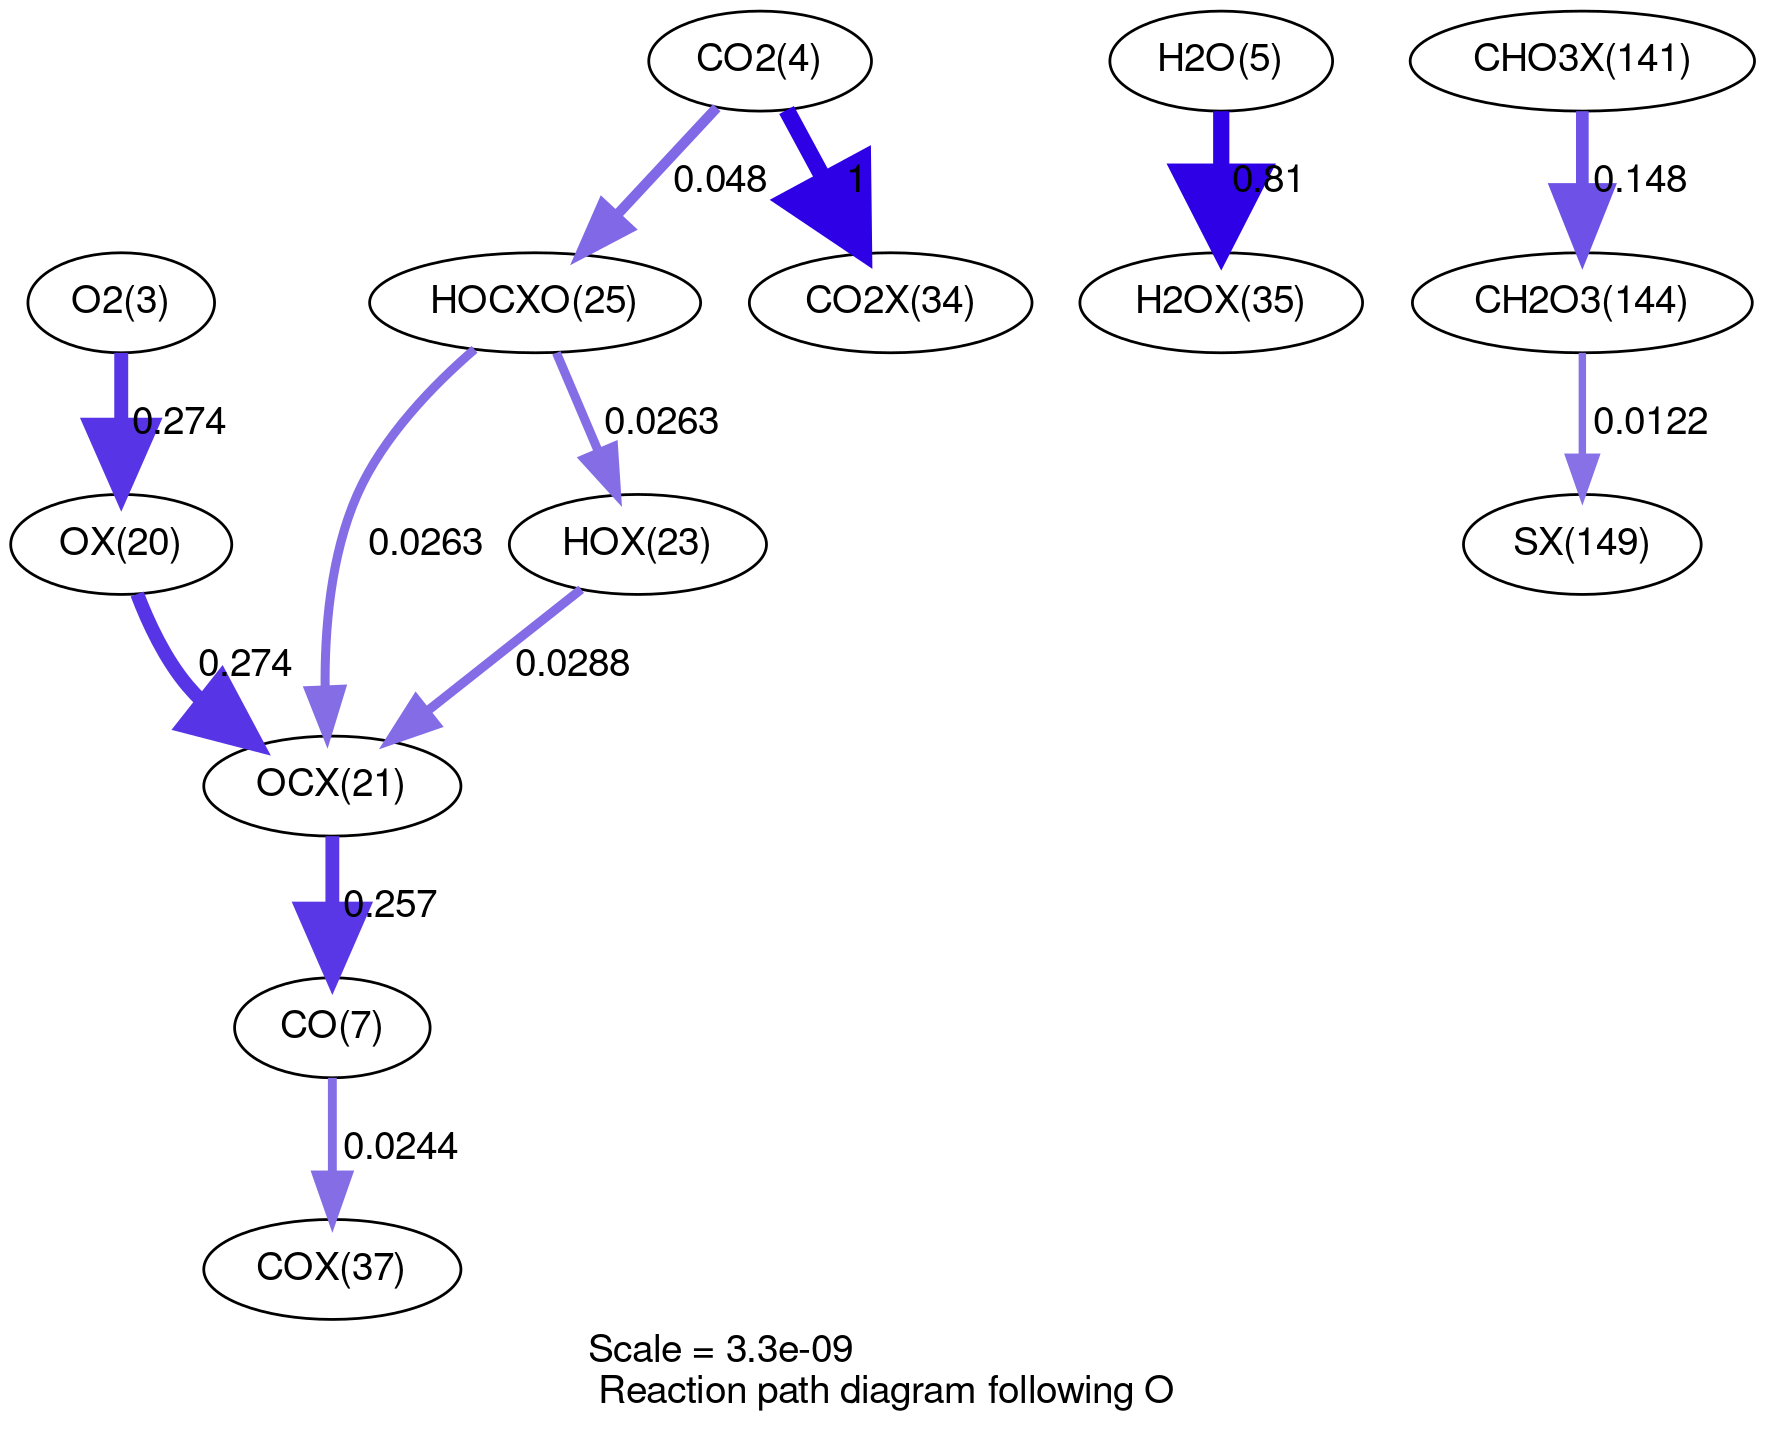 CO2(4)
H2O(5)
CHO3X(141)
0.048
1
0.81
0.148
O2(3)
HOCXO(25)
CO2X(34)
H2OX(35)
CH2O3(144)
0.274
0.0263
0.0122
OX(20)
0.0263
HOX(23)
SX(149)
0.274
0.0288
OCX(21)
0.257
CO(7)
0.0244
COX(37)
Scale = 3.3e-09
Reaction path diagram following O